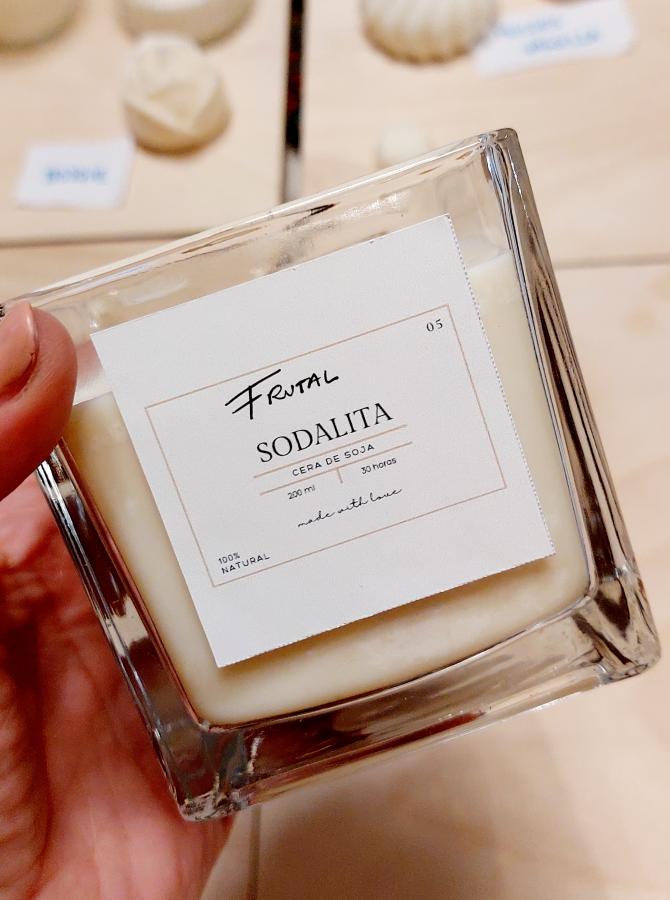 05
FRUTAL
SODALITA
CERA DE SOJA
200 ml
30 horas
made with love
100%
NATURAL